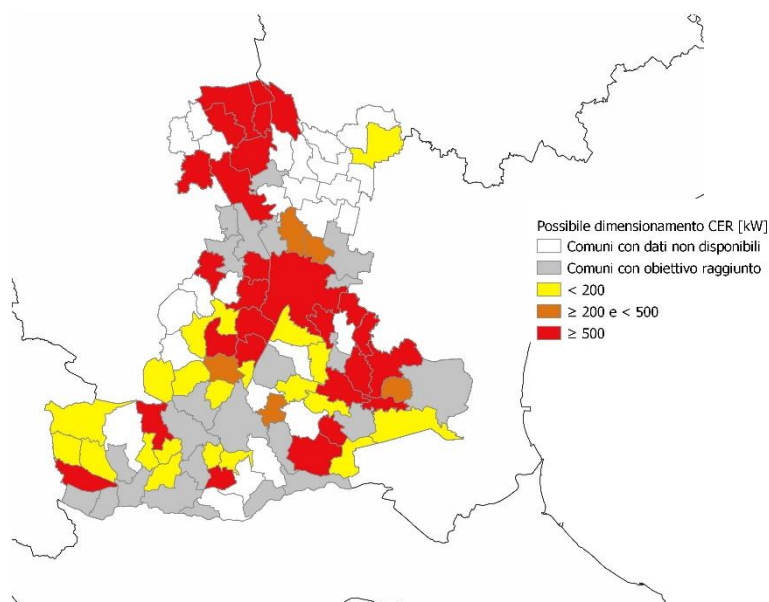 Possibile dimensionamento CER [kW]
Comuni con dati non disponibili
Comuni con obiettivo raggiunto
< 200
≥ 200 e < 500
≥ 500